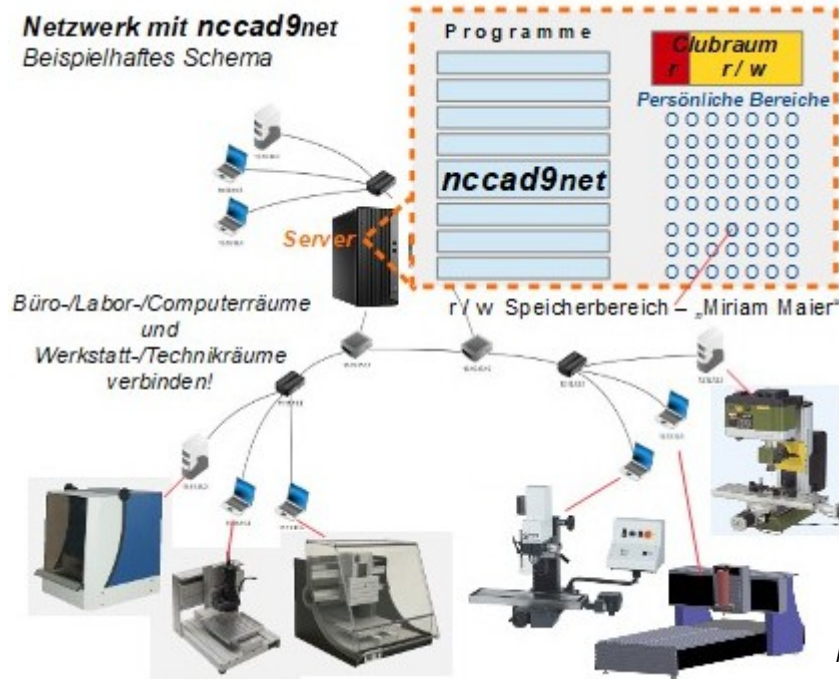 Netzwerk mit nccad9net
Beispielhaftes Schema
Programme
nccad9net
Clubraum
r r/w
Persönliche Bereiche
Server
r/w Speicherbereich – „Miriam Maier"
Büro-/Labor-/Computerräume
und
Werkstatt-/Technikräume
verbinden!